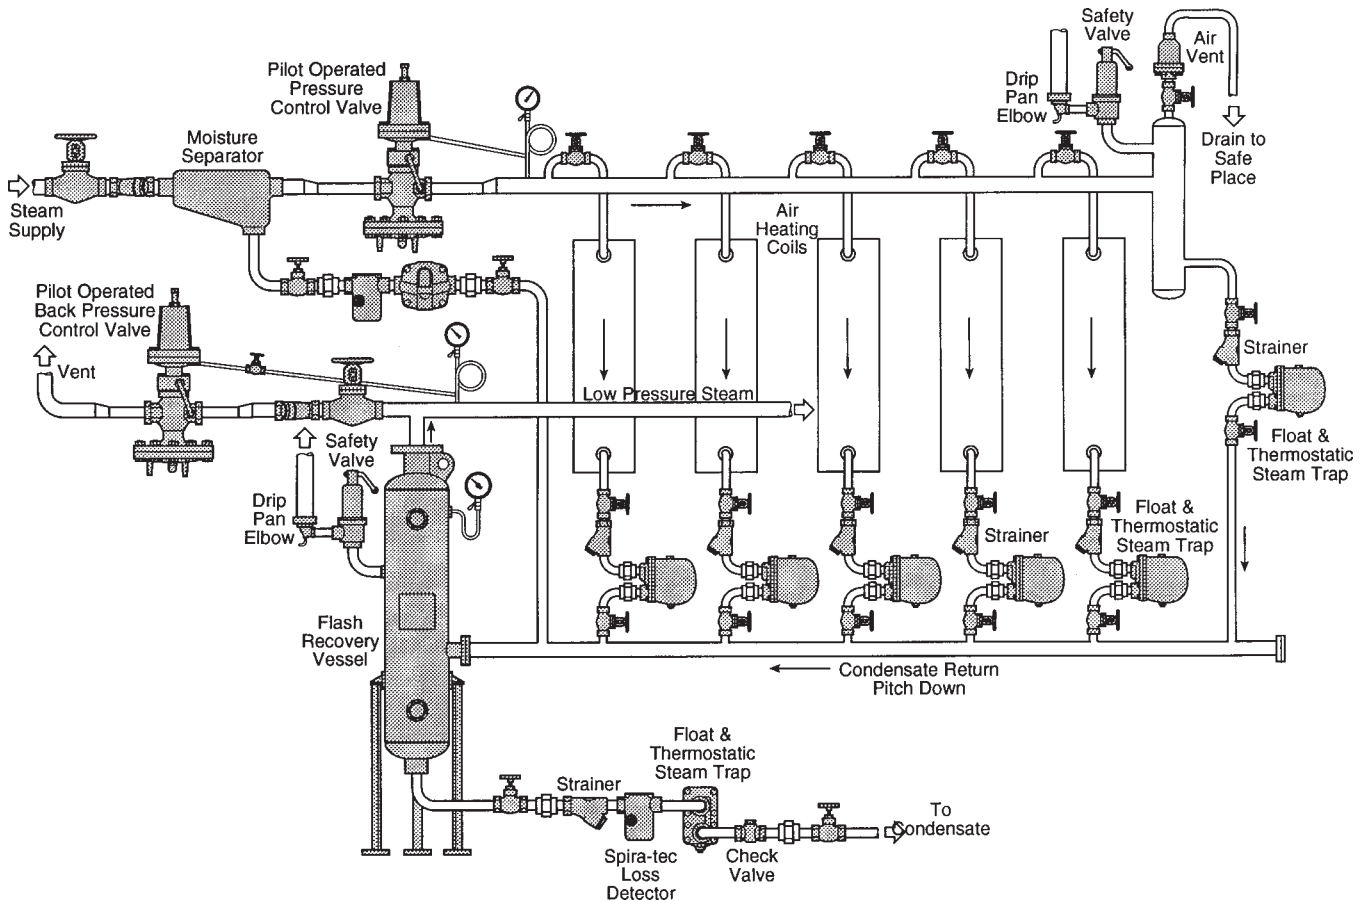 Safety
Valve
Air
Vent
Drip
Pan
Elbow
Drain to
Safe
Place
Pilot Operated
Pressure
Control Valve
Moisture
Separator
Steam
Supply
Air
Heating
Coils
Pilot Operated
Back Pressure
Control Valve
Vent
Low Pressure Steam
Strainer
Float &
Thermostatic
Steam Trap
Safety
Valve
Drip
Pan
Elbow
Float &
Thermostatic
Steam Trap
Strainer
Flash
Recovery
Vessel
Condensate Return
Pitch Down
Float &
Thermostatic
Steam Trap
Strainer
Spira-tec
Loss
Detector
Check
Valve
To
Condensate